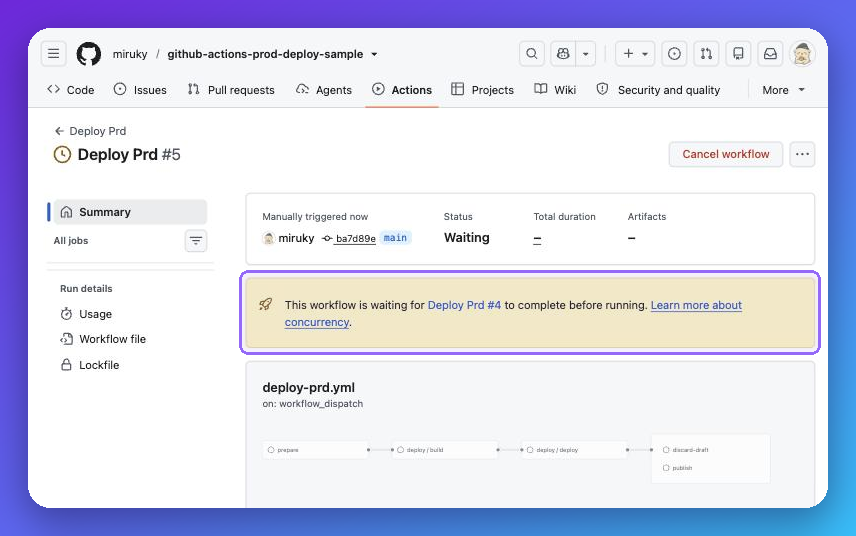 miruky / github-actions-prod-deploy-sample
Code Issues Pull requests Agents Actions Projects Wiki Security and quality More
Deploy Prd
Deploy Prd #5
Cancel workflow
Summary
All jobs
Run details
Usage
Workflow file
Lockfile
Manually triggered now
miruky ba7d89e main
Status
Waiting
Total duration
–
Artifacts
–
This workflow is waiting for Deploy Prd #4 to complete before running. Learn more about
concurrency.
deploy-prd.yml
on: workflow_dispatch
prepare
deploy / build
deploy / deploy
discard-draft
publish